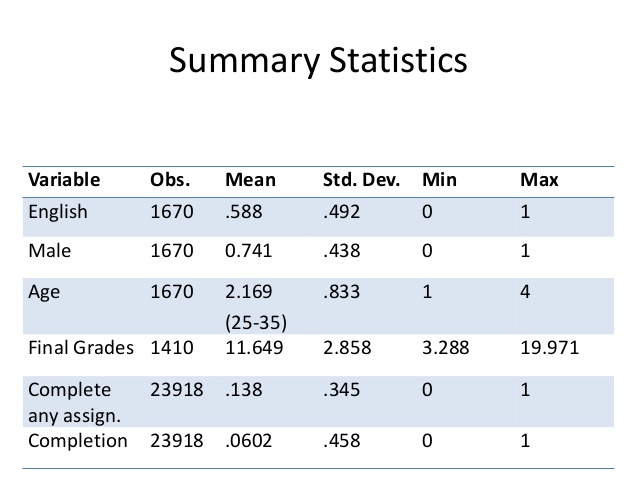 Summary Statistics
Variable Obs. Mean Std. Dev. Min Max
English 1670 .588 .492 0 1
Male 1670 0.741 .438 0 1
Age 1670 2.169 .833 1 4
(25-35)
Final Grades 1410 11.649 2.858 3.288 19.971
Complete 23918 .138 .345 0 1
any assign.
Completion 23918 .0602 .458 0 1